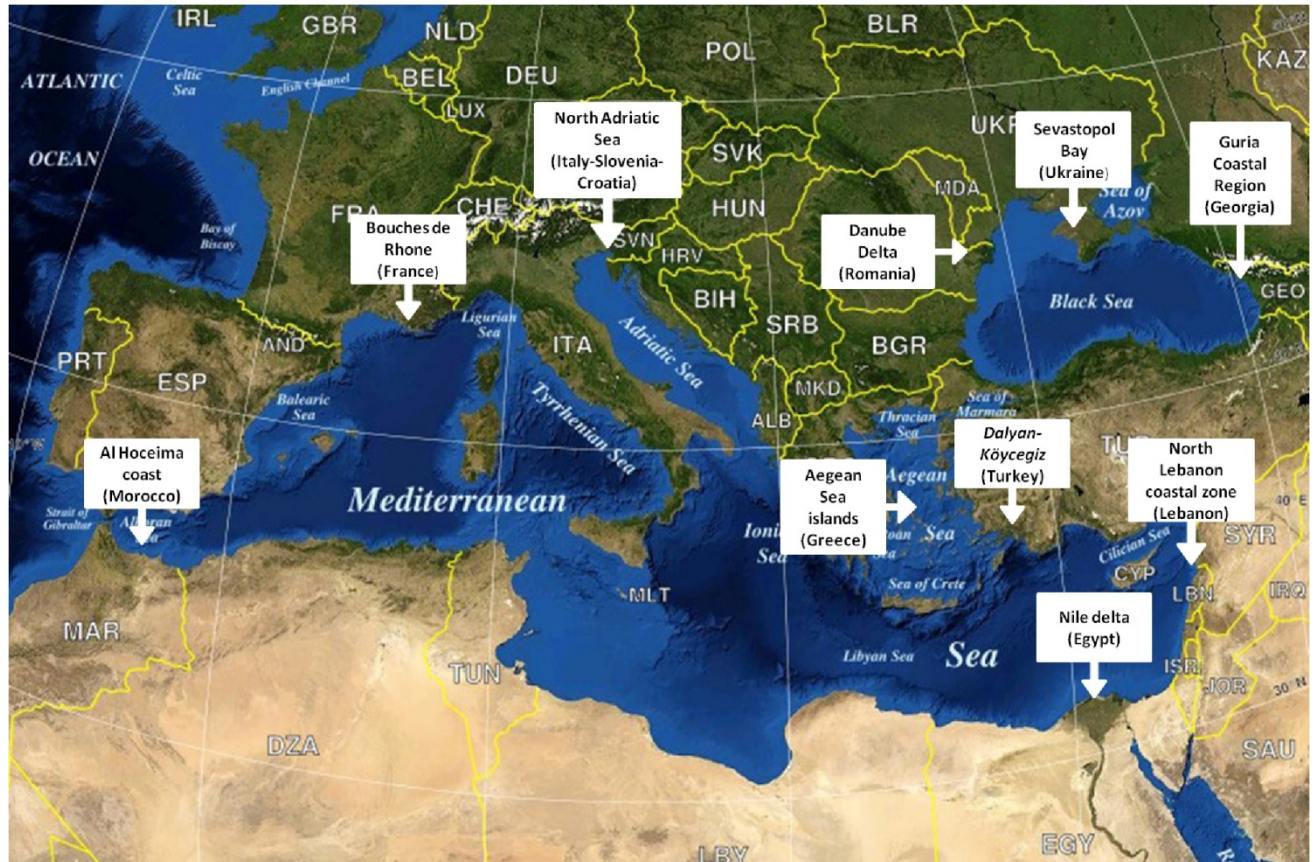 IRL
GBR
NLD
POL
BLR
KAZ
ATLANTIC
Celtic
Sea
English Channel
BEL
DEU
LUX
OCEAN
North Adriatic
Sea
(Italy-Slovenia-
Croatia)
SVK
Sevastopol
Bay
(Ukraine)
Guria
Coastal
Region
(Georgia)
Sea of
Azov
MDA
Bay of
Biscay
FRA
CHE
HUN
Bouches de
Rhone
(France)
SVN
HRV
Danube
Delta
(Romania)
GEO
BIH
Black Sea
Ligurian
Sea
ITA
Adriatic Sea
SRB
BGR
AND
PRT
ESP
Balearic
Sea
Tyrrhenian Sea
MKD
ALB
Thracian
Sea
Sea of
Marmara
Al Hoceima
coast
(Morocco)
Dalyan-
Köycegiz
(Turkey)
North
Lebanon
coastal zone
(Lebanon)
Strait of
Gibraltar
Mediterranean
Aegean
Sea
islands
(Greece)
Aegean
Sea
40°E
SYR
Cilician Sea
CYP
Sea of Crete
LBN
IRQ
MLT
MAR
Nile delta
(Egypt)
TUN
Libyan Sea
Sea
ISR
JOR
30°N
DZA
SAU
EGY
LBY